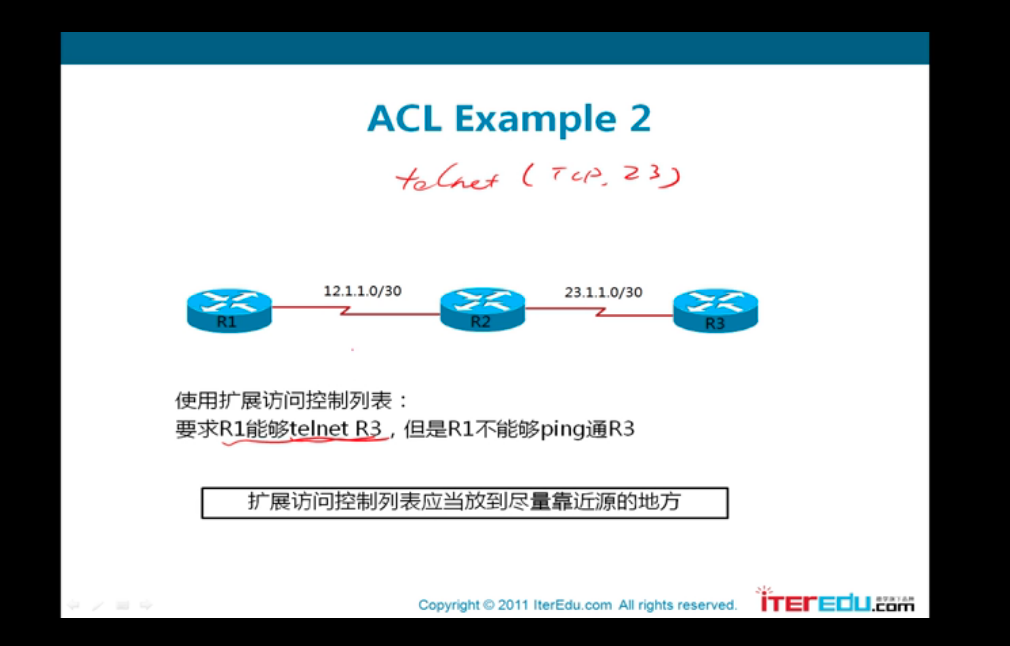 ACL Example 2
telnet (TCP, 23)
12.1.1.0/30
23.1.1.0/30
R1
R2
R3
使用扩展访问控制列表：
要求R1能够telnet R3，但是R1不能够ping通R3
扩展访问控制列表应当放到尽量靠近源的地方
Copyright © 2011 IterEdu.com All rights reserved.
iTEREDU.com